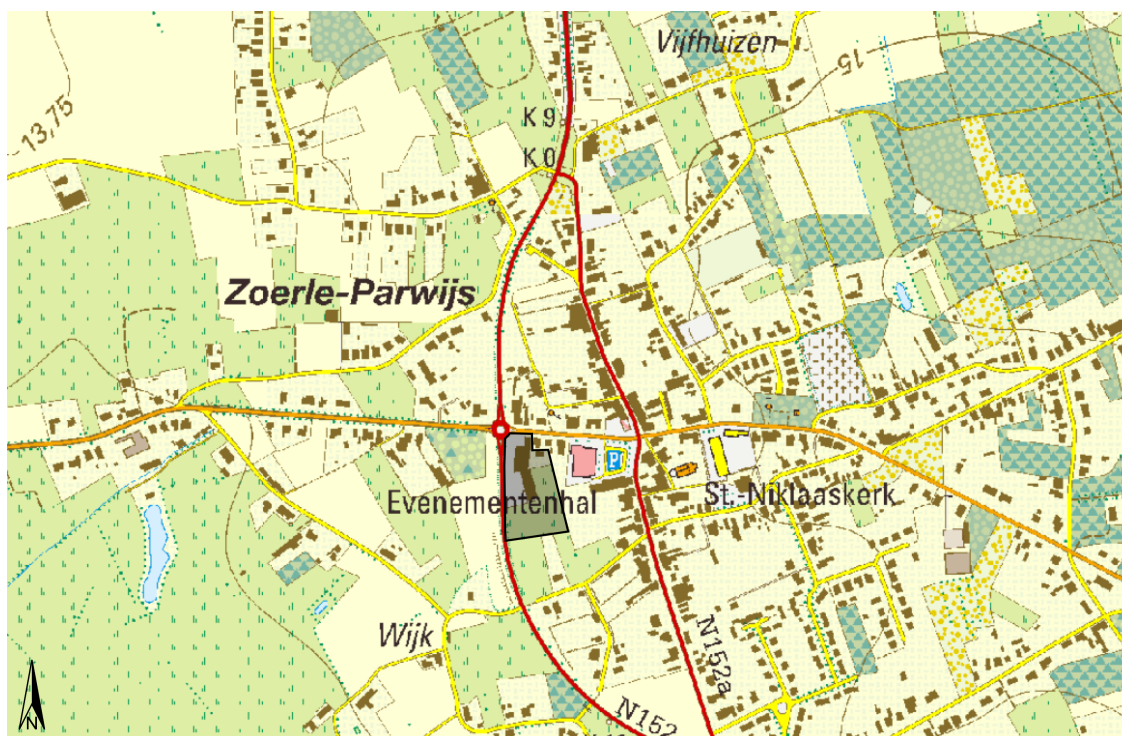 Vijfhuizen
15
13,75
K 9
K 0
Zoerle-Parwijs
P
Evenementenhal
St.-Niklaaskerk
Wijk
N152a
N152
N